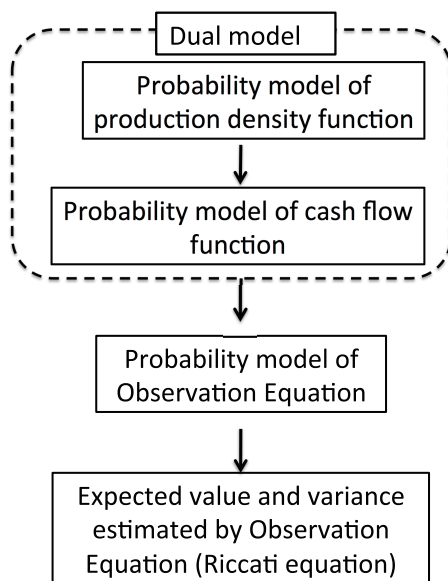 Dual model
Probability model of
production density function
Probability model of cash flow
function
Probability model of
Observation Equation
Expected value and variance
estimated by Observation
Equation (Riccati equation)